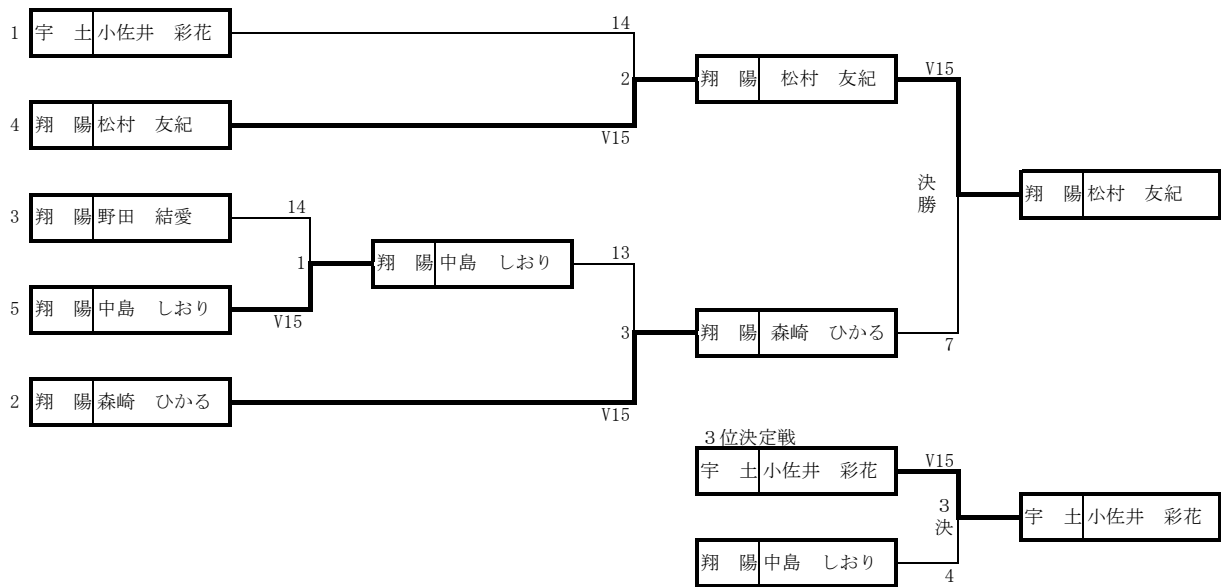 1 宇 土 小佐井 彩花 14
翔 陽 松村 友紀 V15
2
4 翔 陽 松村 友紀 V15
決勝
翔 陽 松村 友紀
3 翔 陽 野田 結愛 14
翔 陽 中島 しおり 13
1
5 翔 陽 中島 しおり V15
翔 陽 森崎 ひかる 7
3
2 翔 陽 森崎 ひかる V15
3位決定戦
宇 土 小佐井 彩花 V15
3決
宇 土 小佐井 彩花
翔 陽 中島 しおり 4